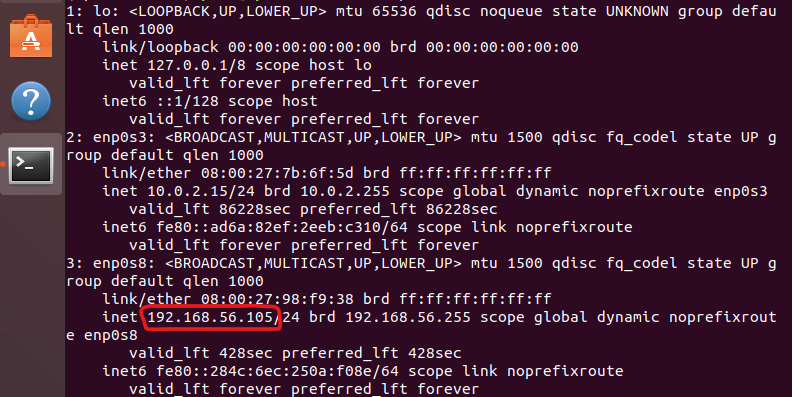 1: lo: <LOOPBACK,UP,LOWER_UP> mtu 65536 qdisc noqueue state UNKNOWN group defau
lt qlen 1000
    link/loopback 00:00:00:00:00:00 brd 00:00:00:00:00:00
    inet 127.0.0.1/8 scope host lo
       valid_lft forever preferred_lft forever
    inet6 ::1/128 scope host
       valid_lft forever preferred_lft forever
2: enp0s3: <BROADCAST,MULTICAST,UP,LOWER_UP> mtu 1500 qdisc fq_codel state UP g
roup default qlen 1000
    link/ether 08:00:27:7b:6f:5d brd ff:ff:ff:ff:ff:ff
    inet 10.0.2.15/24 brd 10.0.2.255 scope global dynamic noprefixroute enp0s3
       valid_lft 86228sec preferred_lft 86228sec
    inet6 fe80::ad6a:82ef:2eeb:c310/64 scope link noprefixroute
       valid_lft forever preferred_lft forever
3: enp0s8: <BROADCAST,MULTICAST,UP,LOWER_UP> mtu 1500 qdisc fq_codel state UP g
roup default qlen 1000
    link/ether 08:00:27:98:f9:38 brd ff:ff:ff:ff:ff:ff
    inet 192.168.56.105/24 brd 192.168.56.255 scope global dynamic noprefixrout
e enp0s8
       valid_lft 428sec preferred_lft 428sec
    inet6 fe80::284c:6ec:250a:f08e/64 scope link noprefixroute
       valid_lft forever preferred_lft forever